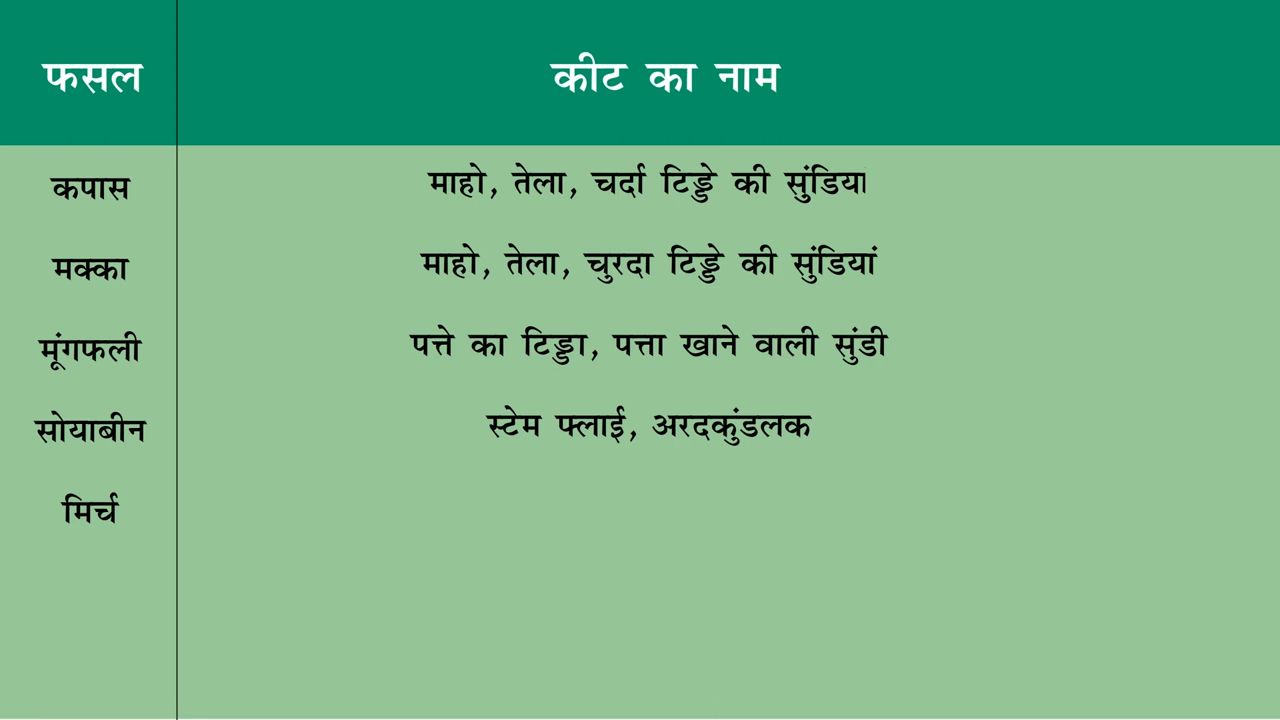 फसल कीट का नाम
कपास माहो, तेला, चर्दा टिड्डे की सुंडिया
मक्का माहो, तेला, चुरदा टिड्डे की सुंडियां
मूंगफली पत्ते का टिड्डा, पत्ता खाने वाली सुंडी
सोयाबीन स्टेम फ्लाई, अरदकुंडलक
मिर्च